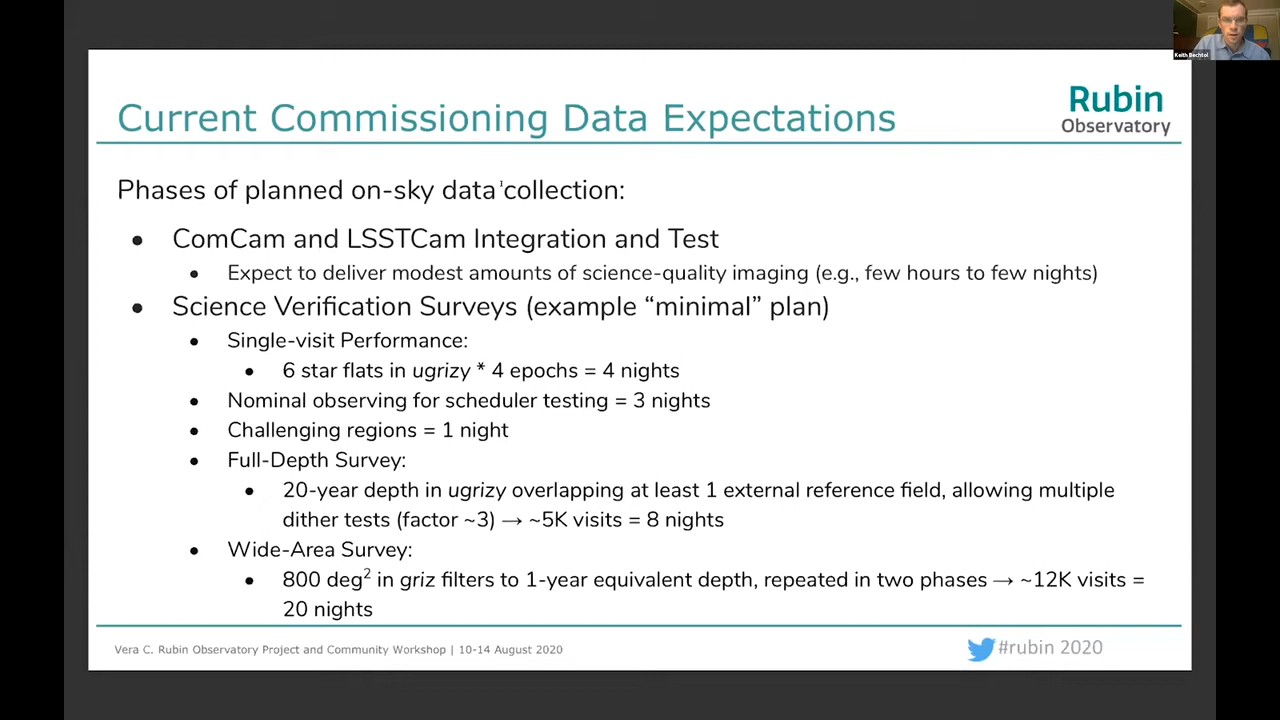 Keith Bechtol
Current Commissioning Data Expectations
Rubin
Observatory
Phases of planned on-sky data collection:
• ComCam and LSSTCam Integration and Test
• Expect to deliver modest amounts of science-quality imaging (e.g., few hours to few nights)
• Science Verification Surveys (example “minimal” plan)
• Single-visit Performance:
• 6 star flats in ugrizy * 4 epochs = 4 nights
• Nominal observing for scheduler testing = 3 nights
• Challenging regions = 1 night
• Full-Depth Survey:
• 20-year depth in ugrizy overlapping at least 1 external reference field, allowing multiple
dither tests (factor ~3) → ~5K visits = 8 nights
• Wide-Area Survey:
• 800 deg² in griz filters to 1-year equivalent depth, repeated in two phases → ~12K visits =
20 nights
Vera C. Rubin Observatory Project and Community Workshop | 10-14 August 2020
#rubin 2020